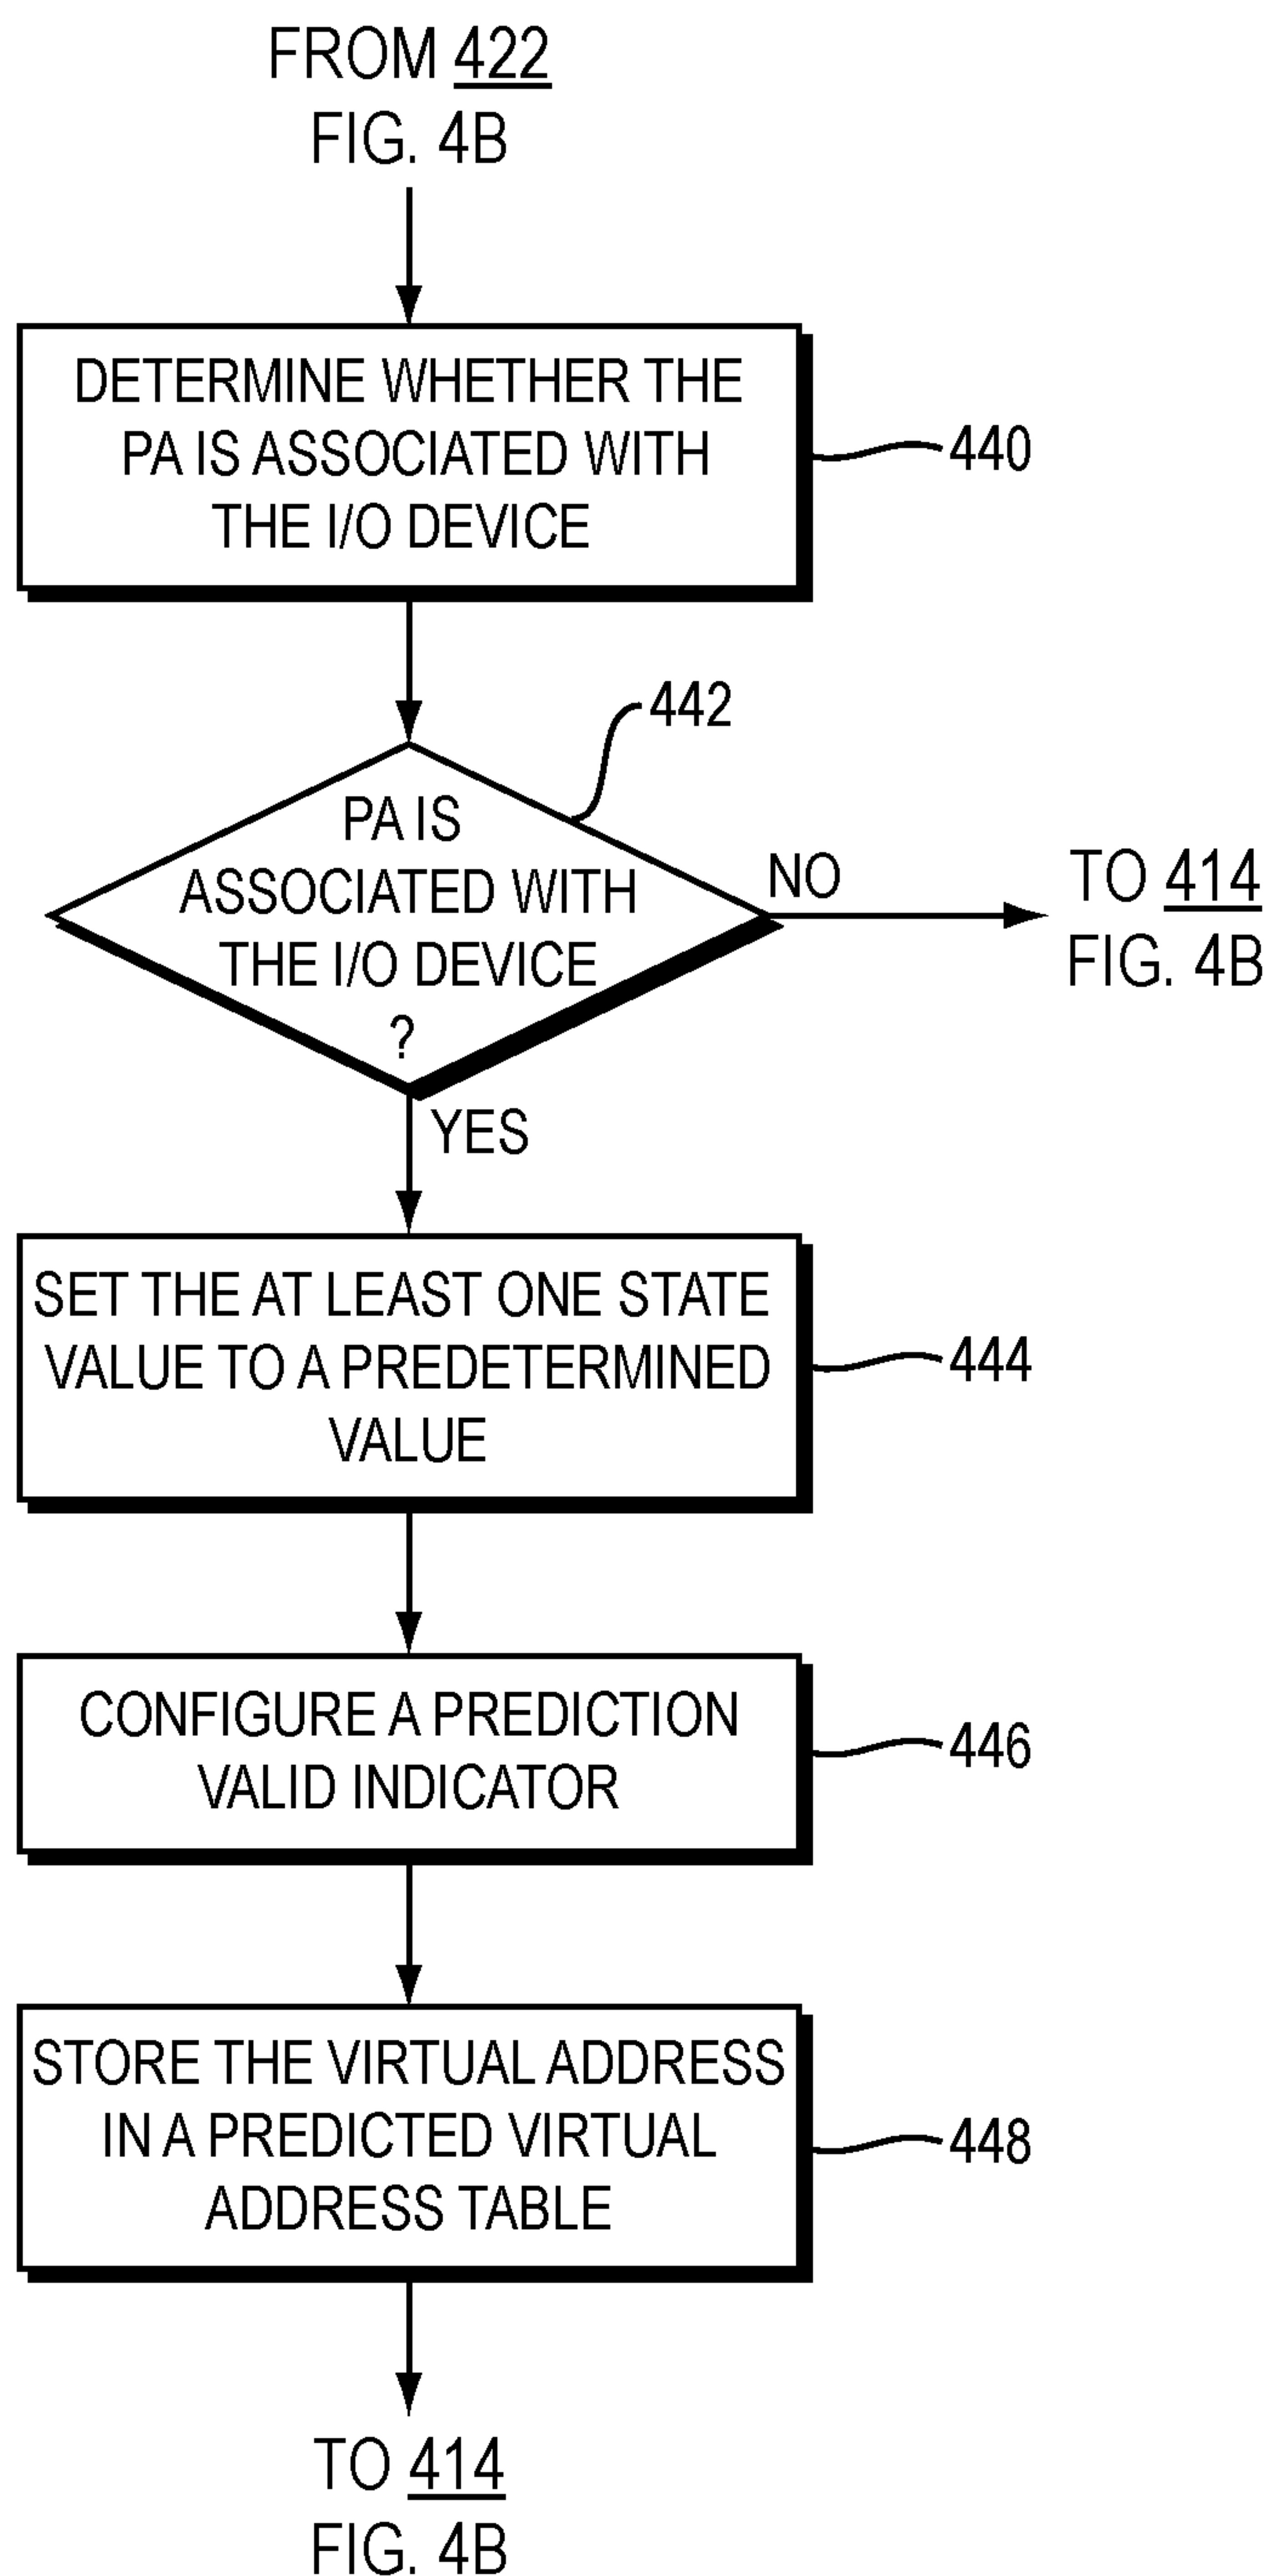 FROM 422
FIG. 4B
DETERMINE WHETHER THE
PA IS ASSOCIATED WITH
THE I/O DEVICE
440
442
PA IS
ASSOCIATED WITH
THE I/O DEVICE
?
NO
TO 414
FIG. 4B
YES
SET THE AT LEAST ONE STATE
VALUE TO A PREDETERMINED
VALUE
444
CONFIGURE A PREDICTION
VALID INDICATOR
446
STORE THE VIRTUAL ADDRESS
IN A PREDICTED VIRTUAL
ADDRESS TABLE
448
TO 414
FIG. 4B